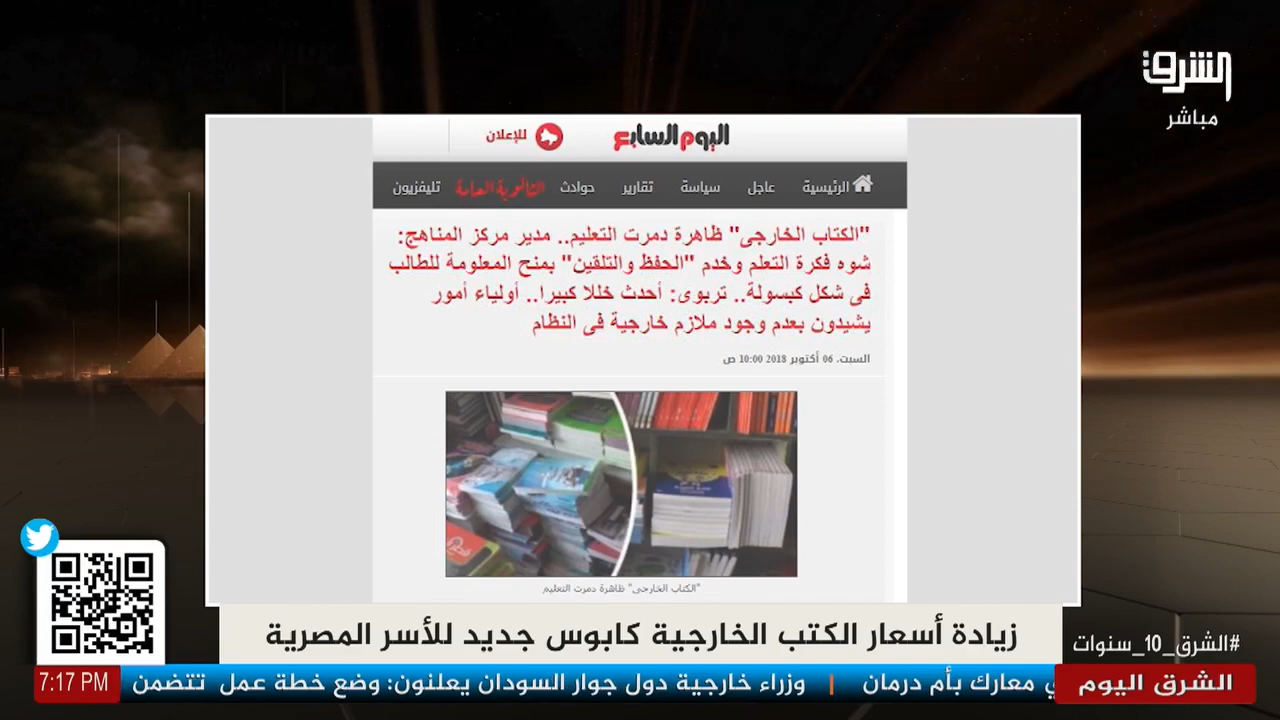 الشرق
مباشر
اليوم السابع
للإعلان
الرئيسية عاجل سياسة تقارير حوادث الثانوية العامة تليفزيون
"الكتاب الخارجى" ظاهرة دمرت التعليم.. مدير مركز المناهج:
شوه فكرة التعلم وخدم "الحفظ والتلقين" بمنح المعلومة للطالب
فى شكل كبسولة.. تربوى: أحدث خللا كبيرا.. أولياء أمور
يشيدون بعدم وجود ملازم خارجية فى النظام
السبت، 06 أكتوبر 2018 10:00 ص
"الكتاب الخارجى" ظاهرة دمرت التعليم
زيادة أسعار الكتب الخارجية كابوس جديد للأسر المصرية
#الشرق_10_سنوات
الشرق اليوم
ي معارك بأم درمان | وزراء خارجية دول جوار السودان يعلنون: وضع خطة عمل تتضمن
7:17 PM